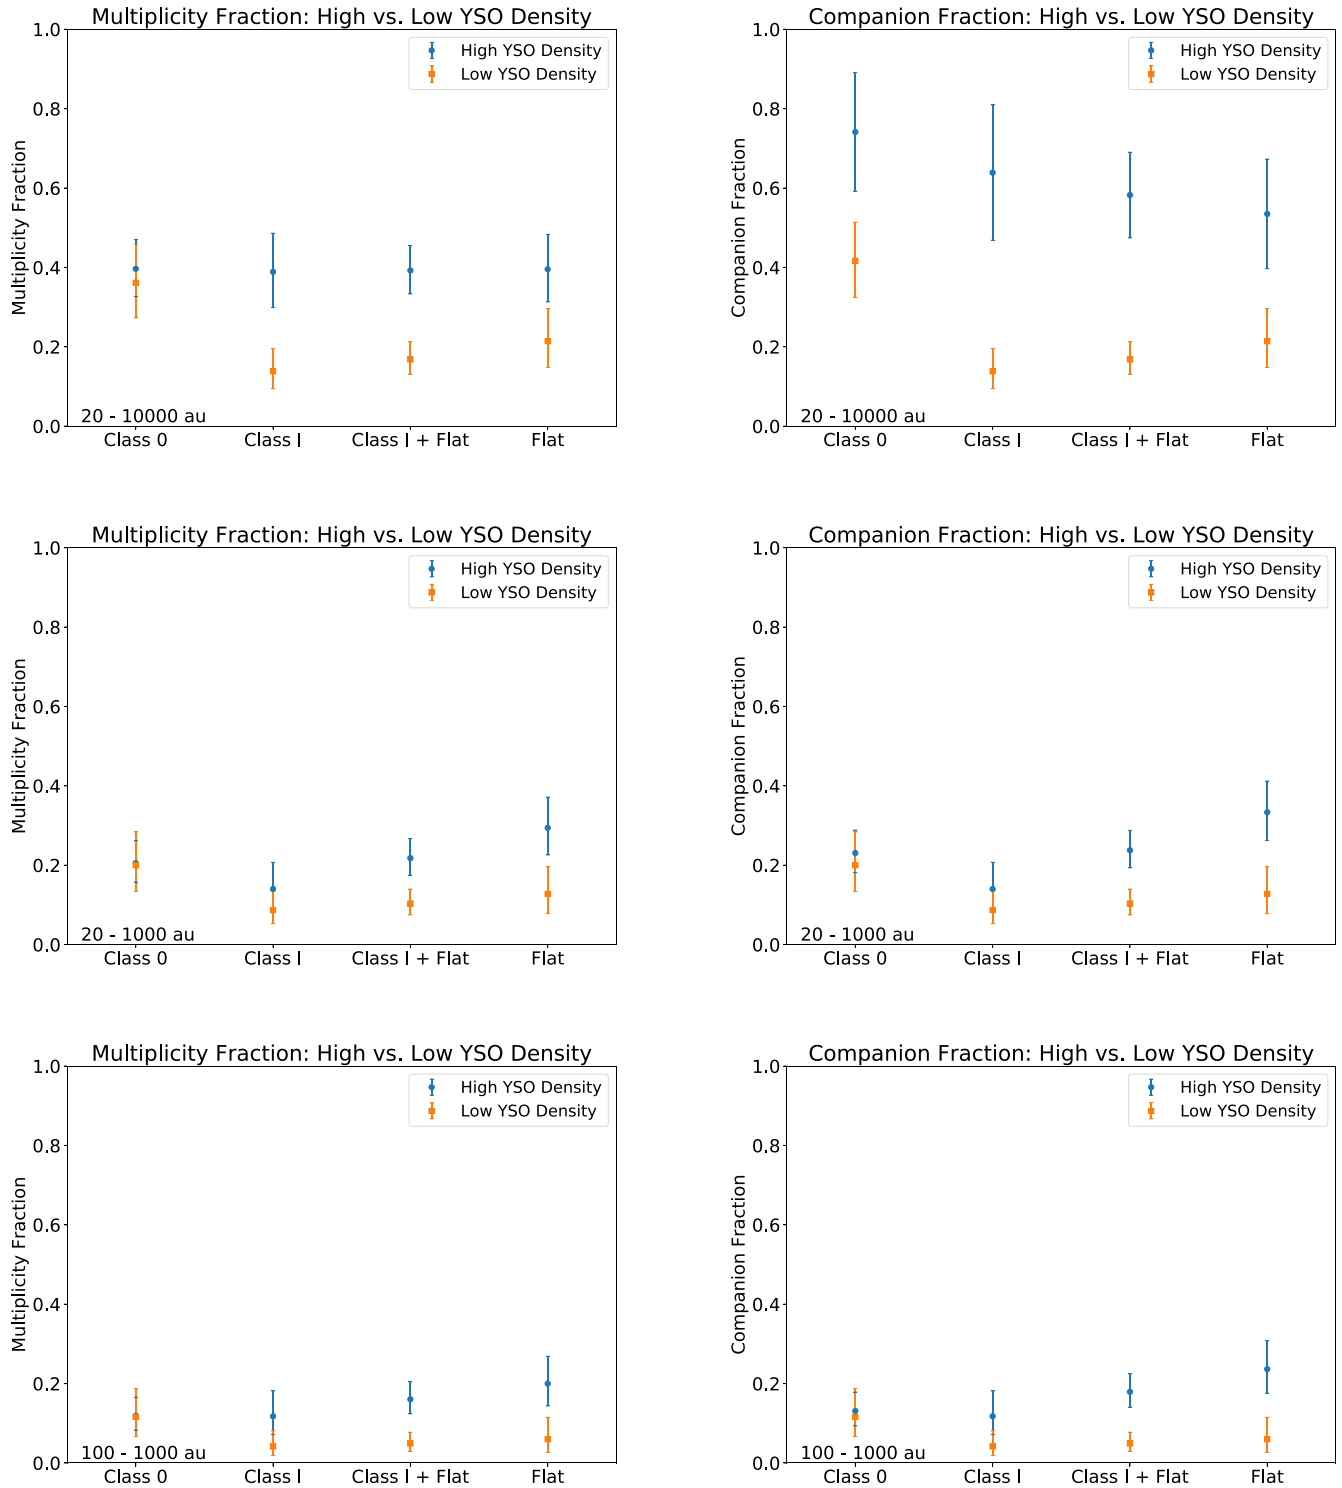 Multiplicity Fraction: High vs. Low YSO Density
1.0
0.8
0.6
0.4
0.2
0.0
Multiplicity Fraction
High YSO Density
Low YSO Density
20 - 10000 au
Class 0
Class I
Class I + Flat
Flat
Companion Fraction: High vs. Low YSO Density
1.0
0.8
0.6
0.4
0.2
0.0
Companion Fraction
High YSO Density
Low YSO Density
20 - 10000 au
Class 0
Class I
Class I + Flat
Flat
Multiplicity Fraction: High vs. Low YSO Density
1.0
0.8
0.6
0.4
0.2
0.0
Multiplicity Fraction
High YSO Density
Low YSO Density
20 - 1000 au
Class 0
Class I
Class I + Flat
Flat
Companion Fraction: High vs. Low YSO Density
1.0
0.8
0.6
0.4
0.2
0.0
Companion Fraction
High YSO Density
Low YSO Density
20 - 1000 au
Class 0
Class I
Class I + Flat
Flat
Multiplicity Fraction: High vs. Low YSO Density
1.0
0.8
0.6
0.4
0.2
0.0
Multiplicity Fraction
High YSO Density
Low YSO Density
100 - 1000 au
Class 0
Class I
Class I + Flat
Flat
Companion Fraction: High vs. Low YSO Density
1.0
0.8
0.6
0.4
0.2
0.0
Companion Fraction
High YSO Density
Low YSO Density
100 - 1000 au
Class 0
Class I
Class I + Flat
Flat